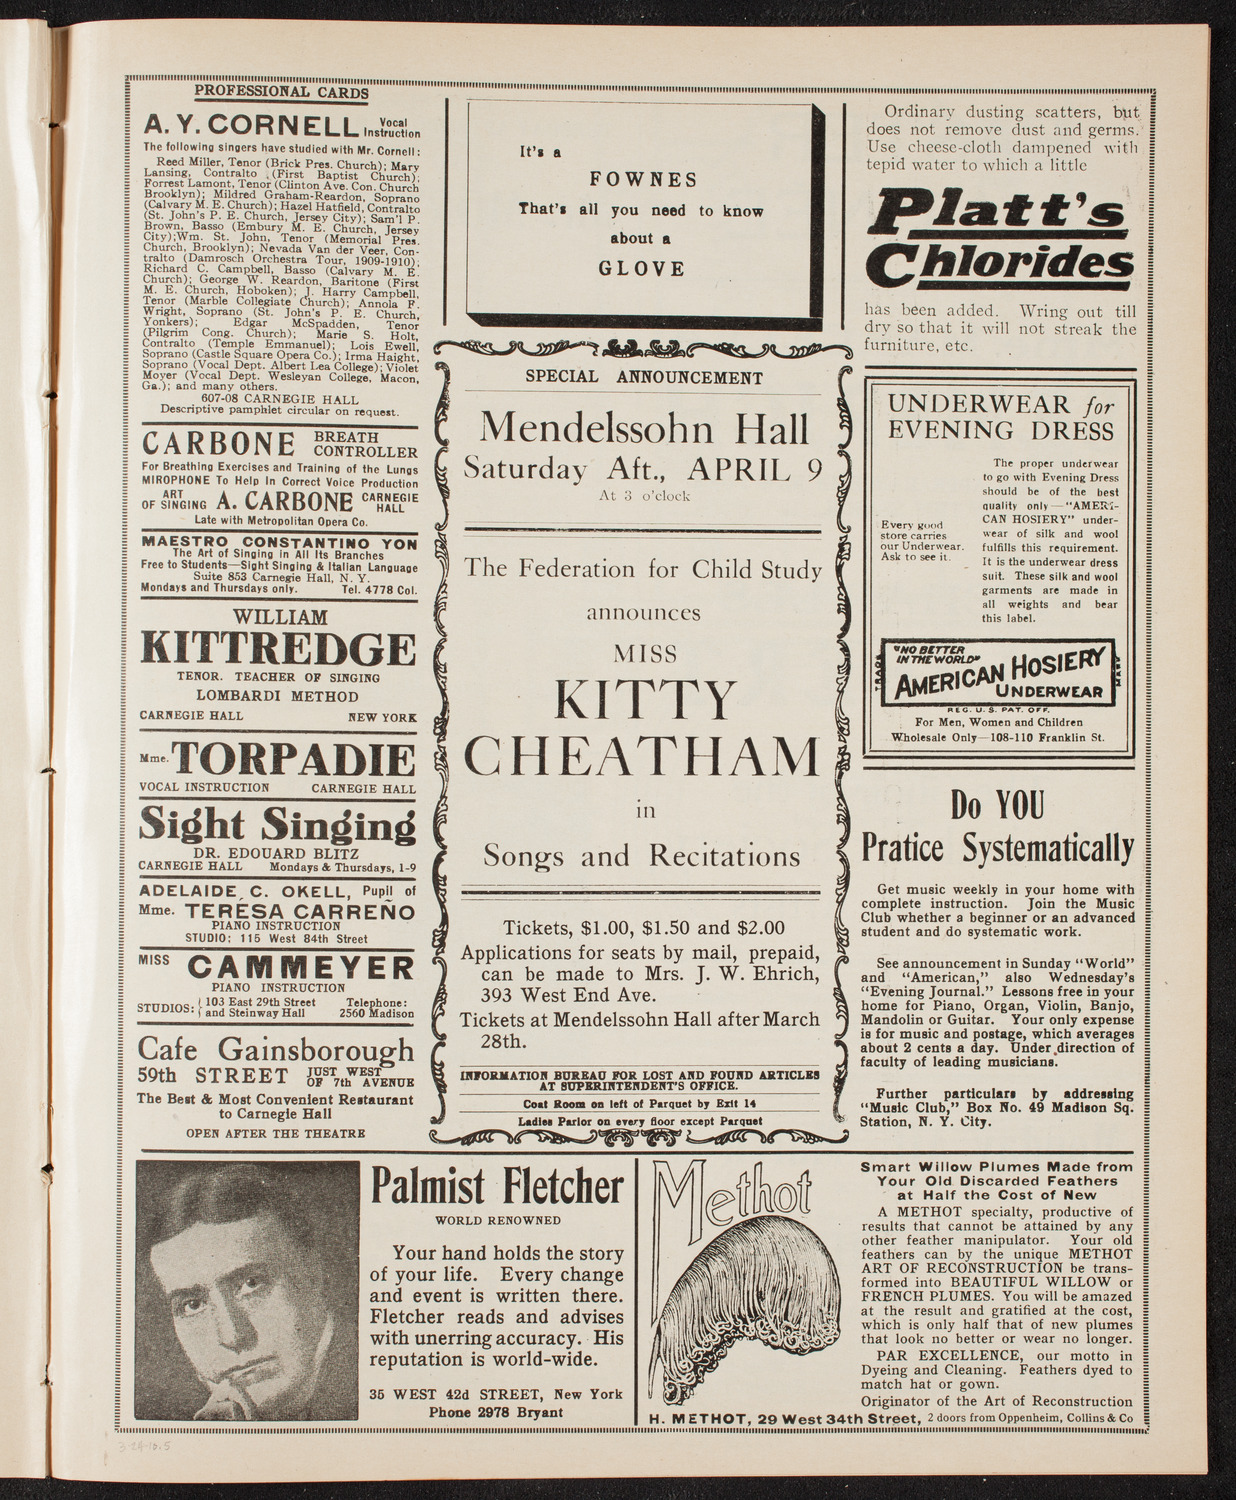 PROFESSIONAL CARDS
A. Y. CORNELL Vocal Instruction
The following singers have studied with Mr. Cornell:
Reed Miller, Tenor (Brick Pres. Church); Mary
Lansing, Contralto (First Baptist Church);
Forrest Lamont, Tenor (Clinton Ave. Con. Church
Brooklyn); Mildred Graham-Reardon, Soprano
(Calvary M. E. Church); Hazel Hatfield, Contralto
(St. John's P. E. Church, Jersey City); Sam'l P.
Brown, Basso (Embury M. E. Church, Jersey
City); Wm. St. John, Tenor (Memorial Pres.
Church, Brooklyn); Nevada Van der Veer, Con-
tralto (Damrosch Orchestra Tour, 1909-1910);
Richard C. Campbell, Basso (Calvary M. E.
Church); George W. Reardon, Baritone (First
M. E. Church, Hoboken); J. Harry Campbell,
Tenor (Marble Collegiate Church); Annola F.
Wright, Soprano (St. John's P. E. Church,
Yonkers); Edgar McSpadden, Tenor
(Pilgrim Cong. Church); Marie S. Holt,
Contralto (Temple Emmanuel); Lois Ewell,
Soprano (Castle Square Opera Co.); Irma Haight,
Soprano (Vocal Dept. Albert Lea College); Violet
Moyer (Vocal Dept. Wesleyan College, Macon,
Ga.); and many others.
607-08 CARNEGIE HALL
Descriptive pamphlet circular on request.
CARBONE BREATH CONTROLLER
For Breathing Exercises and Training of the Lungs
MIROPHONE To Help In Correct Voice Production
ART OF SINGING A. CARBONE CARNEGIE HALL
Late with Metropolitan Opera Co.
MAESTRO CONSTANTINO YON
The Art of Singing in All Its Branches
Free to Students—Sight Singing & Italian Language
Suite 853 Carnegie Hall, N. Y.
Mondays and Thursdays only. Tel. 4778 Col.
WILLIAM
KITTREDGE
TENOR. TEACHER OF SINGING
LOMBARDI METHOD
CARNEGIE HALL NEW YORK
Mme. TORPADIE
VOCAL INSTRUCTION CARNEGIE HALL
Sight Singing
DR. EDOUARD BLITZ
CARNEGIE HALL Mondays & Thursdays, 1-9
ADELAIDE C. OKELL, Pupil of
Mme. TERÉSA CARREÑO
PIANO INSTRUCTION
STUDIO: 115 West 84th Street
MISS CAMMEYER
PIANO INSTRUCTION
STUDIOS: { 103 East 29th Street and Steinway Hall Telephone: 2560 Madison
Cafe Gainsborough
59th STREET JUST WEST OF 7th AVENUE
The Best & Most Convenient Restaurant
to Carnegie Hall
OPEN AFTER THE THEATRE
It's a
FOWNES
That's all you need to know
about a
GLOVE
SPECIAL ANNOUNCEMENT
Mendelssohn Hall
Saturday Aft., APRIL 9
At 3 o'clock
The Federation for Child Study
announces
MISS
KITTY
CHEATHAM
in
Songs and Recitations
Tickets, $1.00, $1.50 and $2.00
Applications for seats by mail, prepaid,
can be made to Mrs. J. W. Ehrich,
393 West End Ave.
Tickets at Mendelssohn Hall after March
28th.
INFORMATION BUREAU FOR LOST AND FOUND ARTICLES
AT SUPERINTENDENT'S OFFICE.
Coat Room on left of Parquet by Exit 14
Ladies Parlor on every floor except Parquet
Ordinary dusting scatters, but
does not remove dust and germs.
Use cheese-cloth dampened with
tepid water to which a little
Platt's
Chlorides
has been added. Wring out till
dry so that it will not streak the
furniture, etc.
UNDERWEAR for
EVENING DRESS
Every good
store carries
our Underwear.
Ask to see it.
The proper underwear
to go with Evening Dress
should be of the best
quality only—"AMERI-
CAN HOSIERY" under-
wear of silk and wool
fulfills this requirement.
It is the underwear dress
suit. These silk and wool
garments are made in
all weights and bear
this label.
TRADE MARK
"NO BETTER
IN THE WORLD"
AMERICAN HOSIERY
UNDERWEAR
REG. U. S. PAT. OFF.
For Men, Women and Children
Wholesale Only—108-110 Franklin St.
Do YOU
Pratice Systematically
Get music weekly in your home with
complete instruction. Join the Music
Club whether a beginner or an advanced
student and do systematic work.
See announcement in Sunday "World"
and "American," also Wednesday's
"Evening Journal." Lessons free in your
home for Piano, Organ, Violin, Banjo,
Mandolin or Guitar. Your only expense
is for music and postage, which averages
about 2 cents a day. Under direction of
faculty of leading musicians.
Further particulars by addressing
"Music Club," Box No. 49 Madison Sq.
Station, N. Y. City.
Palmist Fletcher
WORLD RENOWNED
Your hand holds the story
of your life. Every change
and event is written there.
Fletcher reads and advises
with unerring accuracy. His
reputation is world-wide.
35 WEST 42d STREET, New York
Phone 2978 Bryant
Methot
Smart Willow Plumes Made from
Your Old Discarded Feathers
at Half the Cost of New
A METHOT specialty, productive of
results that cannot be attained by any
other feather manipulator. Your old
feathers can by the unique METHOT
ART OF RECONSTRUCTION be trans-
formed into BEAUTIFUL WILLOW or
FRENCH PLUMES. You will be amazed
at the result and gratified at the cost,
which is only half that of new plumes
that look no better or wear no longer.
PAR EXCELLENCE, our motto in
Dyeing and Cleaning. Feathers dyed to
match hat or gown.
Originator of the Art of Reconstruction
H. METHOT, 29 West 34th Street, 2 doors from Oppenheim, Collins & Co
3-24-10.5